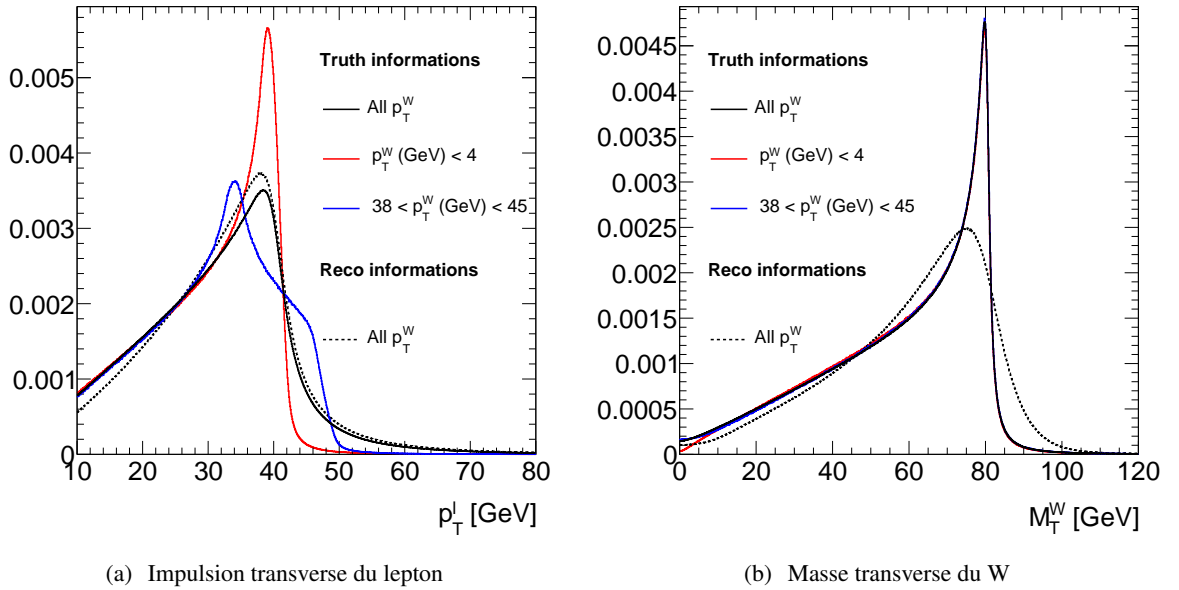 0.005
0.004
0.003
0.002
0.001
0
10 20 30 40 50 60 70 80
Truth informations
All p_T^W
p_T^W (GeV) < 4
38 < p_T^W (GeV) < 45
Reco informations
All p_T^W
p_T^l [GeV]
(a) Impulsion transverse du lepton
0.0045
0.004
0.0035
0.003
0.0025
0.002
0.0015
0.001
0.0005
0
0 20 40 60 80 100 120
Truth informations
All p_T^W
p_T^W (GeV) < 4
38 < p_T^W (GeV) < 45
Reco informations
All p_T^W
M_T^W [GeV]
(b) Masse transverse du W